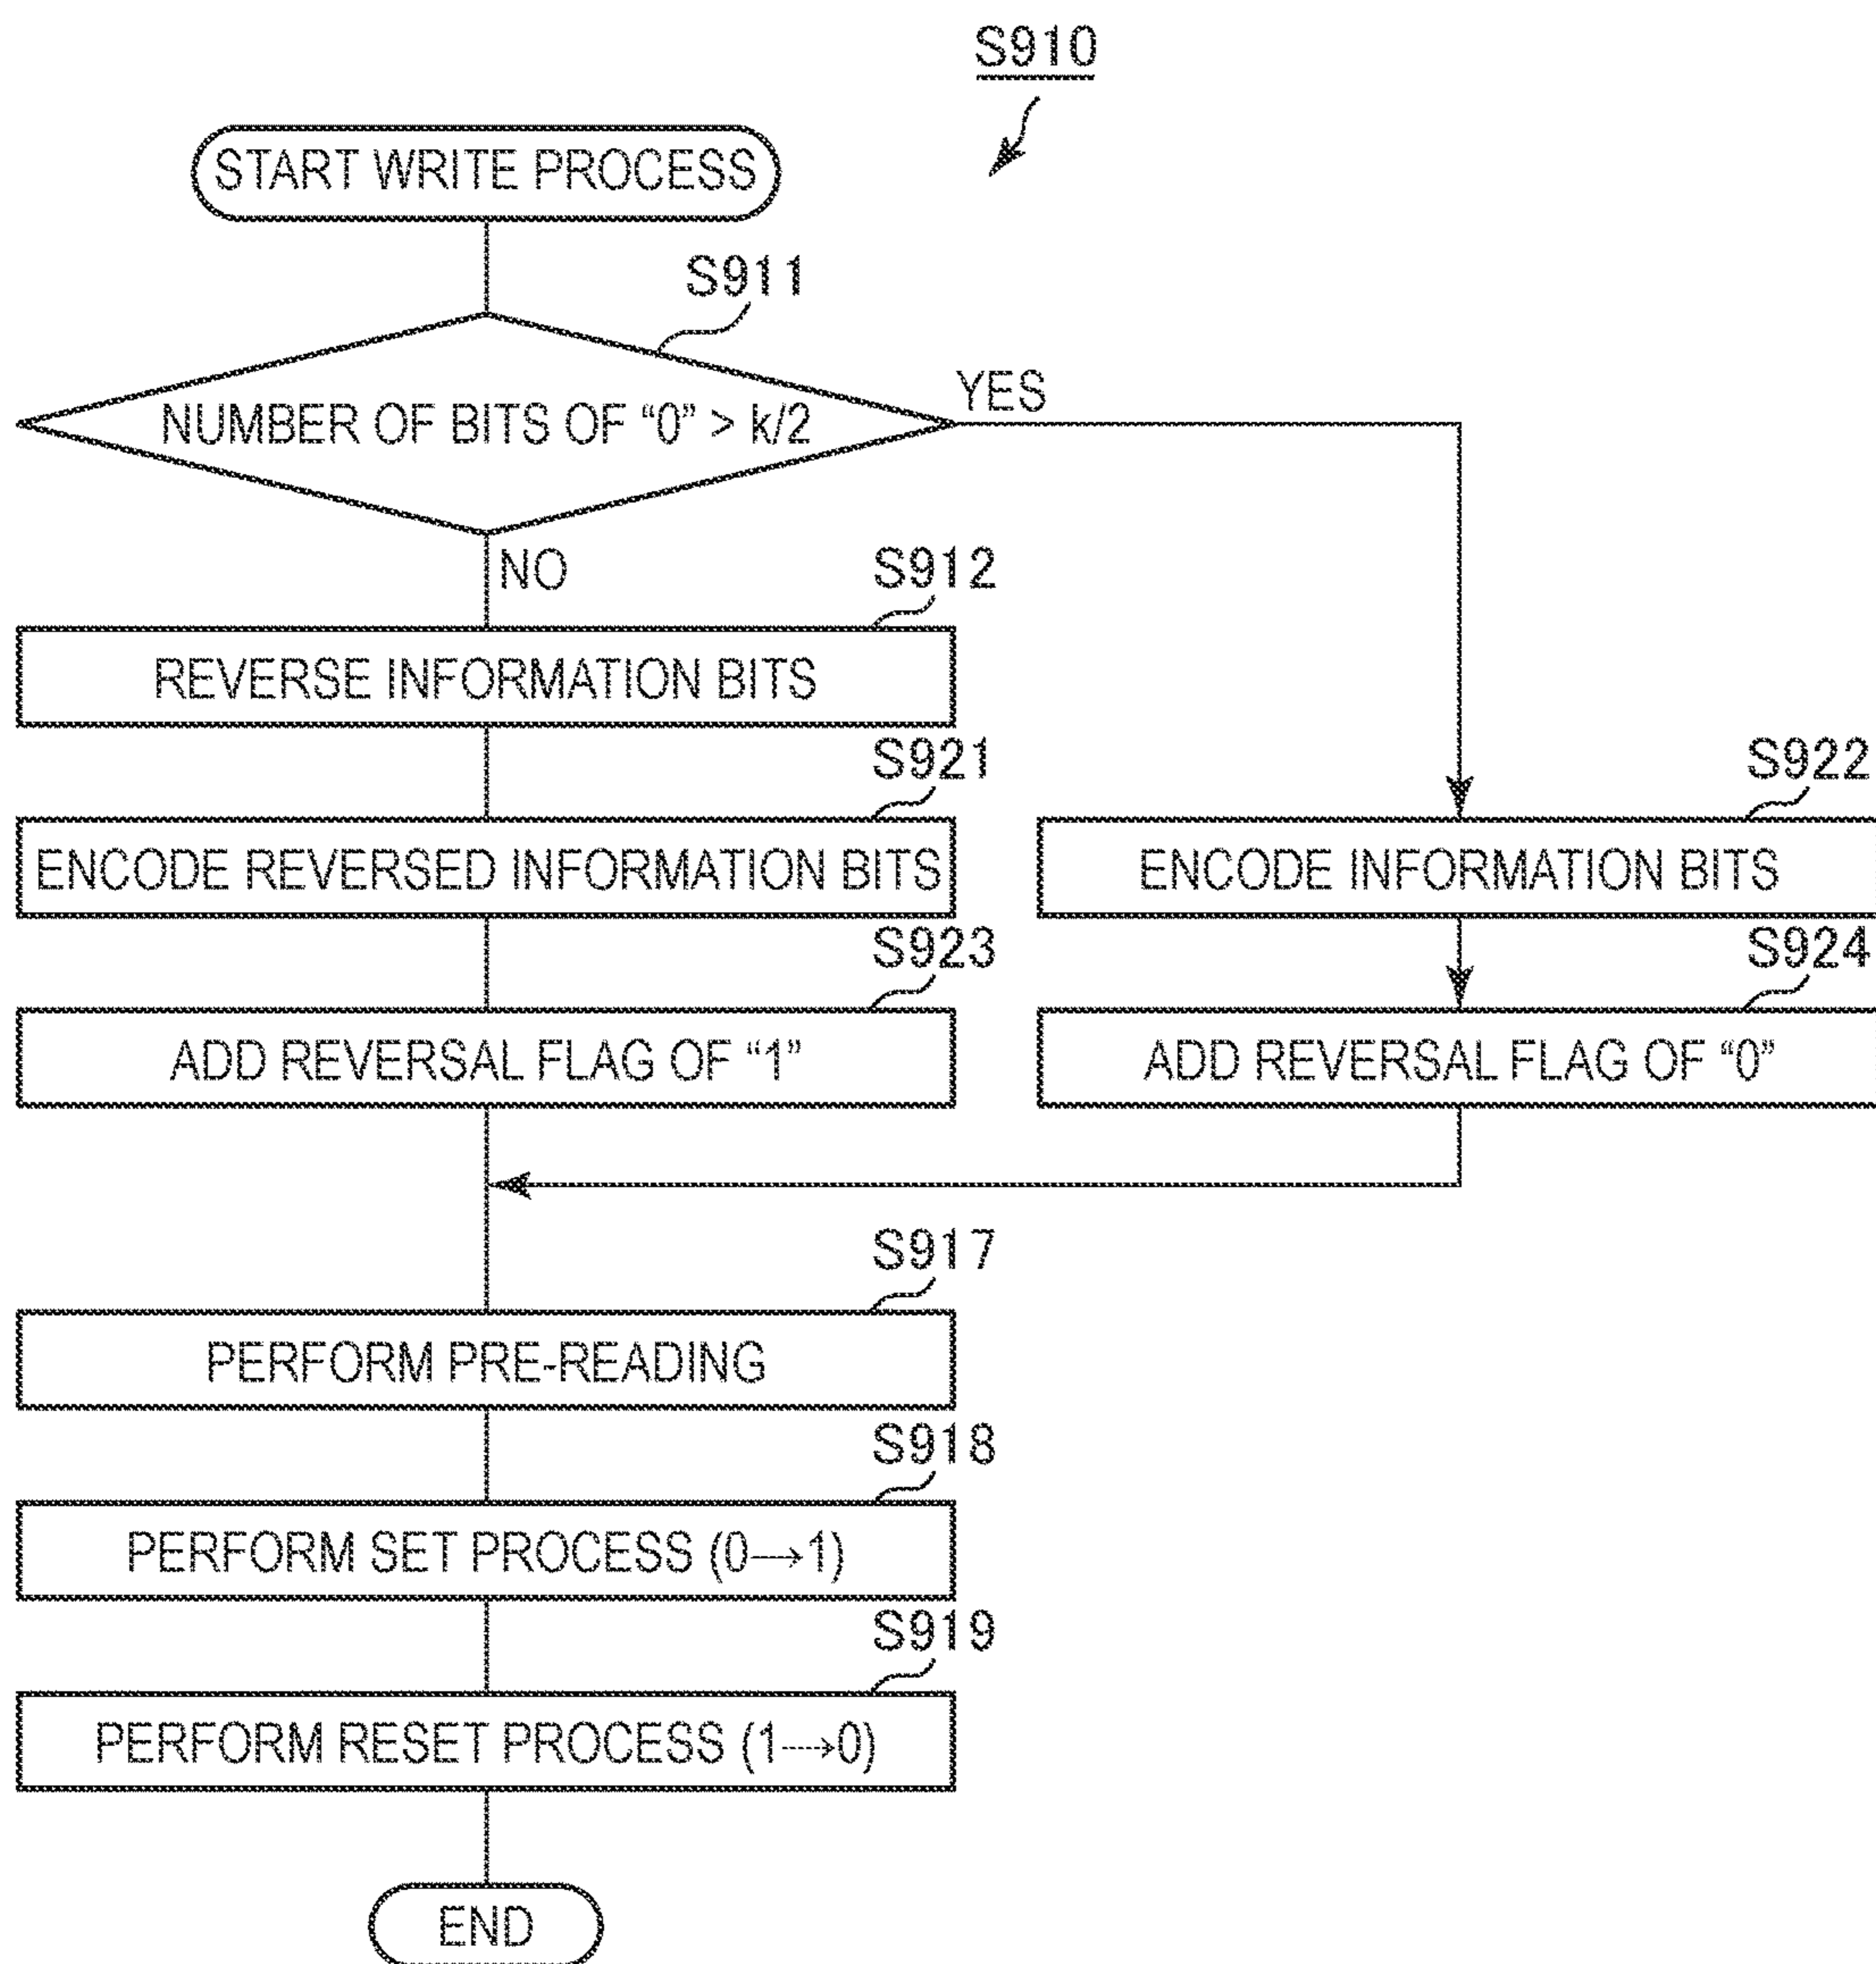 S910
START WRITE PROCESS
S911
NUMBER OF BITS OF “0” > k/2
YES
NO
S912
REVERSE INFORMATION BITS
S921
ENCODE REVERSED INFORMATION BITS
S922
ENCODE INFORMATION BITS
S923
ADD REVERSAL FLAG OF “1”
S924
ADD REVERSAL FLAG OF “0”
S917
PERFORM PRE-READING
S918
PERFORM SET PROCESS (0→1)
S919
PERFORM RESET PROCESS (1→0)
END